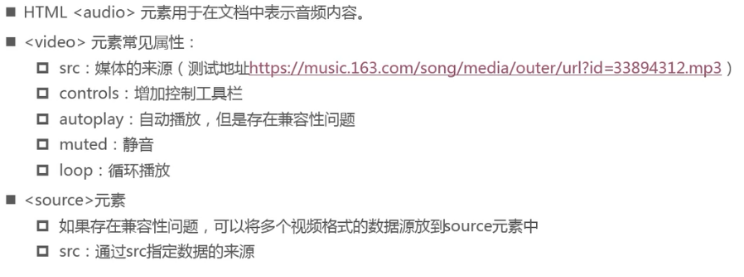 HTML <audio> 元素用于在文档中表示音频内容。
<video> 元素常见属性：
src：媒体的来源（测试地址https://music.163.com/song/media/outer/url?id=33894312.mp3）
controls：增加控制工具栏
autoplay：自动播放，但是存在兼容性问题
muted：静音
loop：循环播放
<source>元素
如果存在兼容性问题，可以将多个视频格式的数据源放到source元素中
src：通过src指定数据的来源